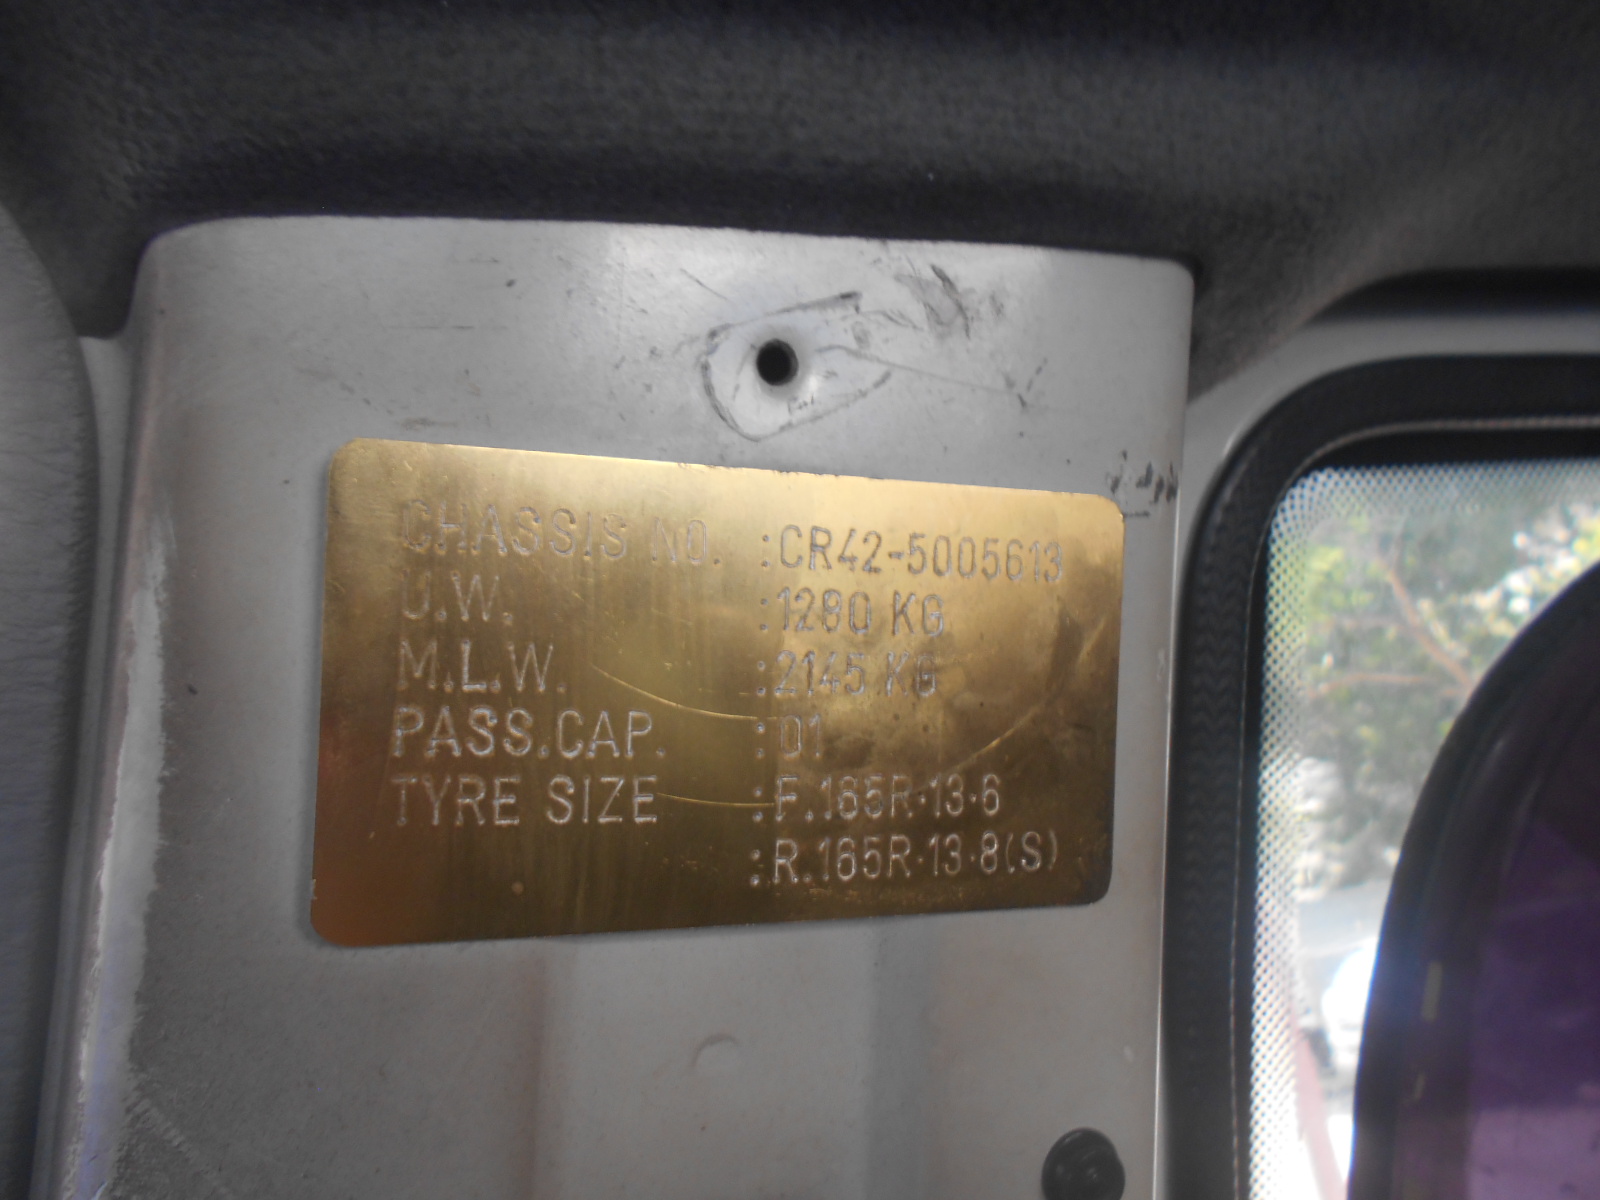 CHASSIS NO. :CR42-5005613
U.W. :1280 KG
M.L.W. :2145 KG
PASS.CAP. :01
TYRE SIZE :F.165R·13·6
:R.165R·13·8(S)